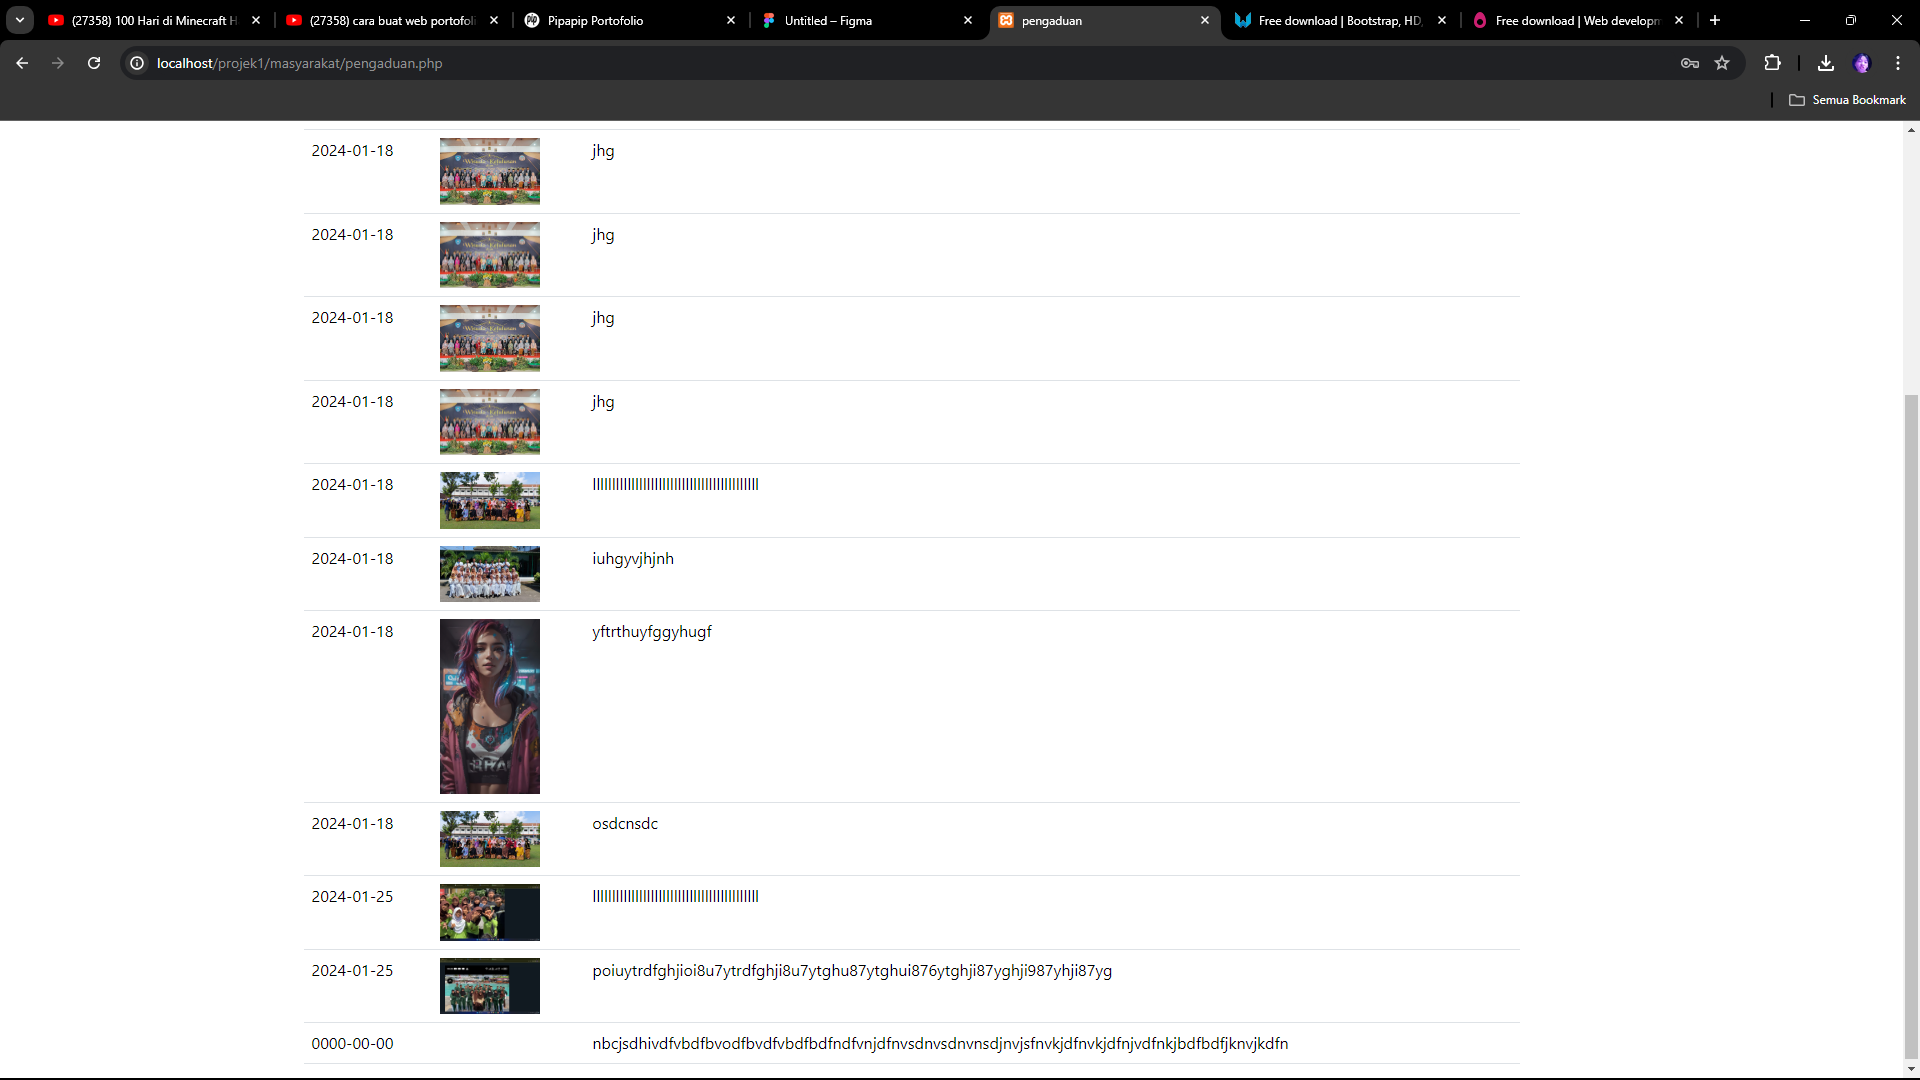 (27358) 100 Hari di Minecraft H
(27358) cara buat web portofoli
Pipapip Portofolio
Untitled – Figma
pengaduan
Free download | Bootstrap, HD,
Free download | Web developm
localhost/projek1/masyarakat/pengaduan.php
Semua Bookmark
2024-01-18 jhg
2024-01-18 jhg
2024-01-18 jhg
2024-01-18 jhg
2024-01-18
2024-01-18 iuhgyvjhjnh
2024-01-18 yftrthuyfggyhugf
2024-01-18 osdcnsdc
2024-01-25
2024-01-25 poiuytrdfghjioi8u7ytrdfghji8u7ytghu87ytghui876ytghji87yghji987yhji87yg
0000-00-00 nbcjsdhivdfvbdfbvodfbvdfvbdfbdfndfvnjdfnvsdnvsdnvnsdjnvjsfnvkjdfnvkjdfnjvdfnkjbdfbdfjknvjkdfn